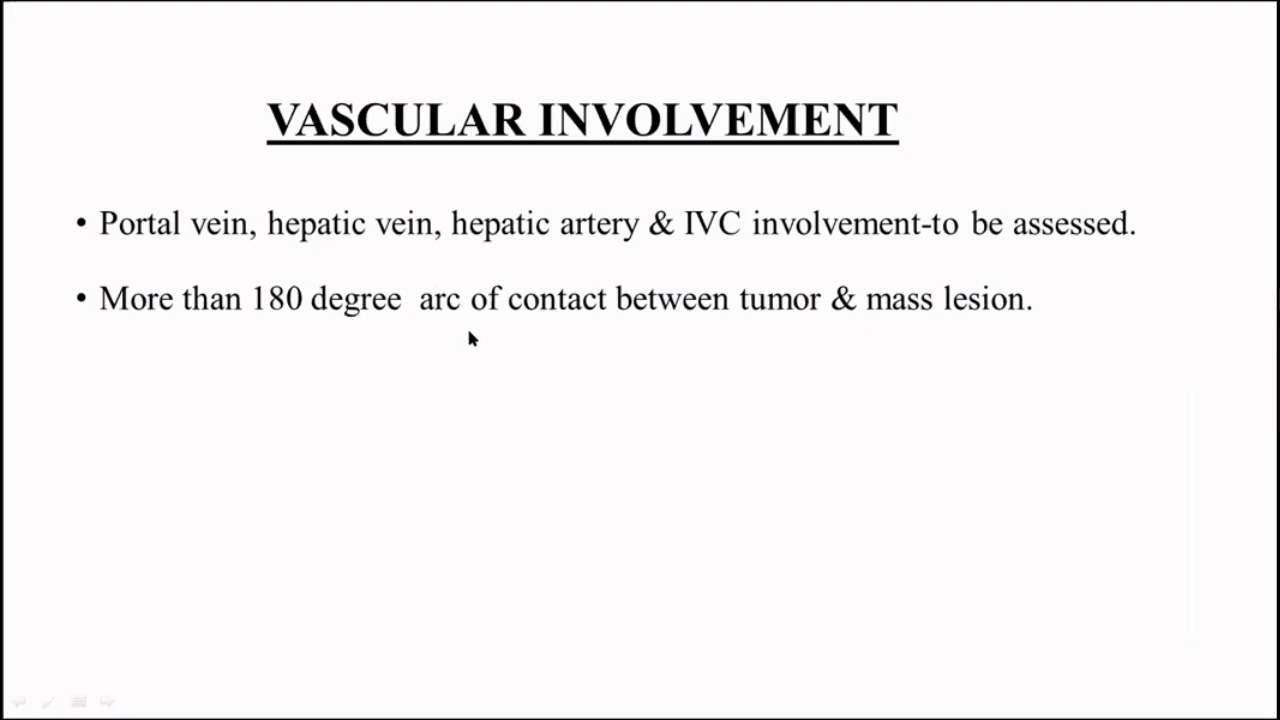 VASCULAR INVOLVEMENT
• Portal vein, hepatic vein, hepatic artery & IVC involvement-to be assessed.
• More than 180 degree arc of contact between tumor & mass lesion.